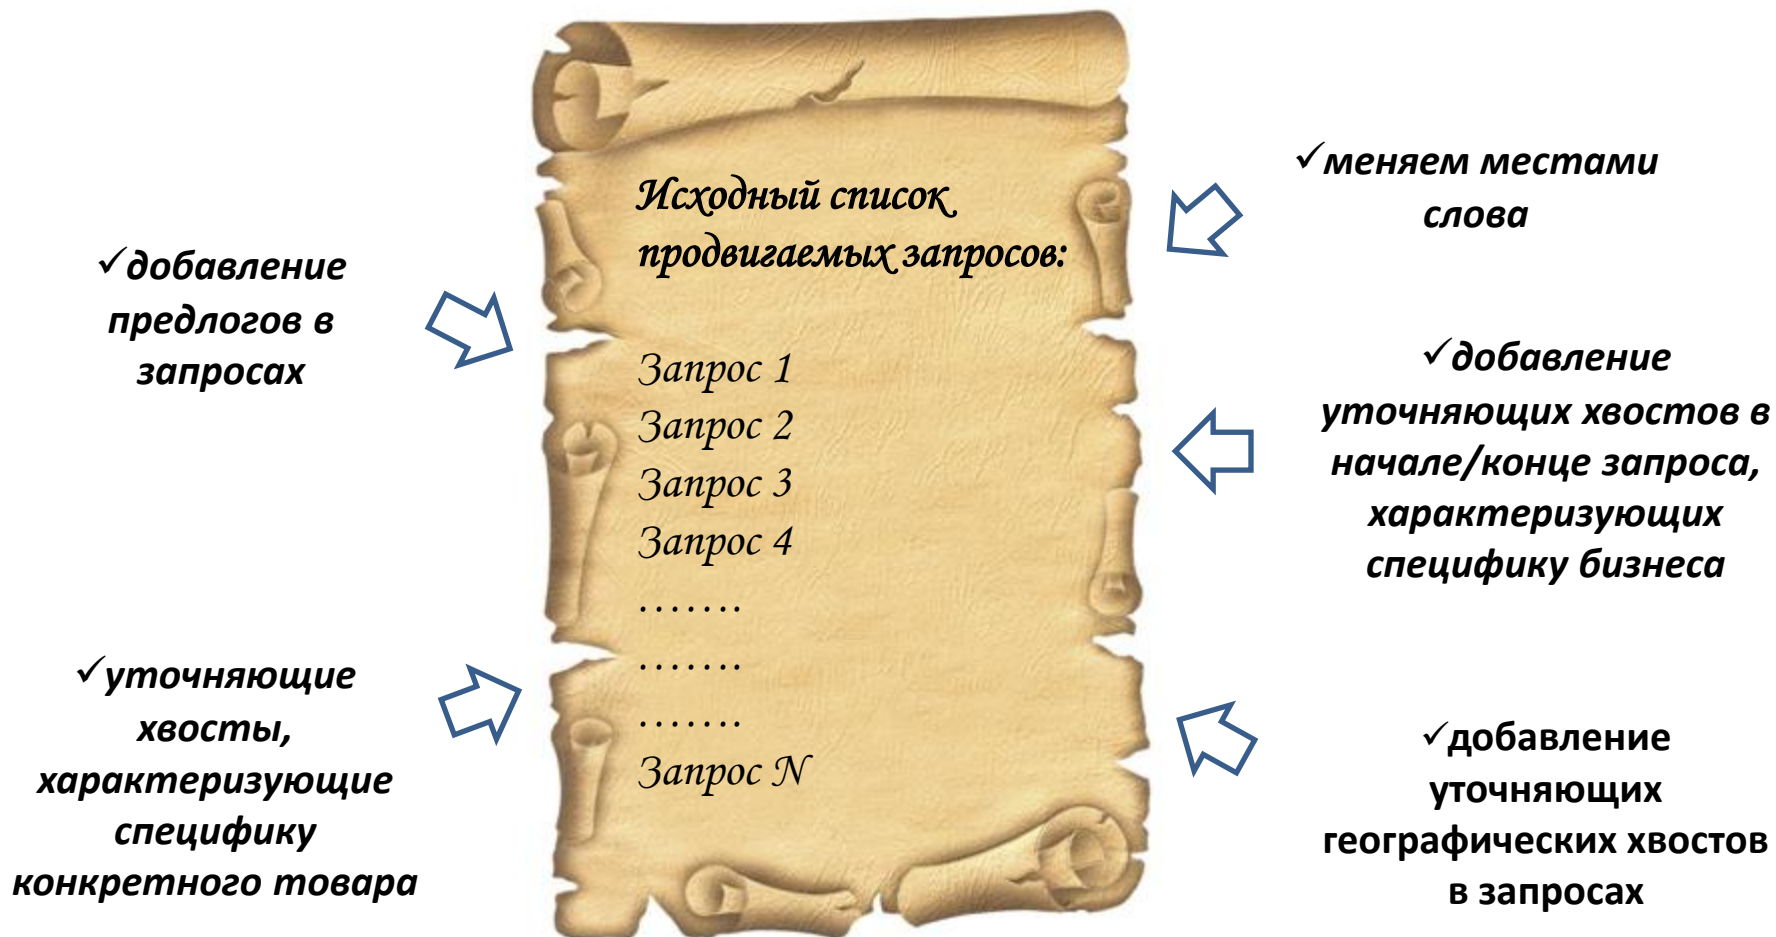 Исходный список
продвигаемых запросов:
Запрос 1
Запрос 2
Запрос 3
Запрос 4
.......
.......
.......
Запрос N
✓добавление
предлогов в
запросах
✓уточняющие
хвосты,
характеризующие
специфику
конкретного товара
✓меняем местами
слова
✓добавление
уточняющих хвостов в
начале/конце запроса,
характеризующих
специфику бизнеса
✓добавление
уточняющих
географических хвостов
в запросах